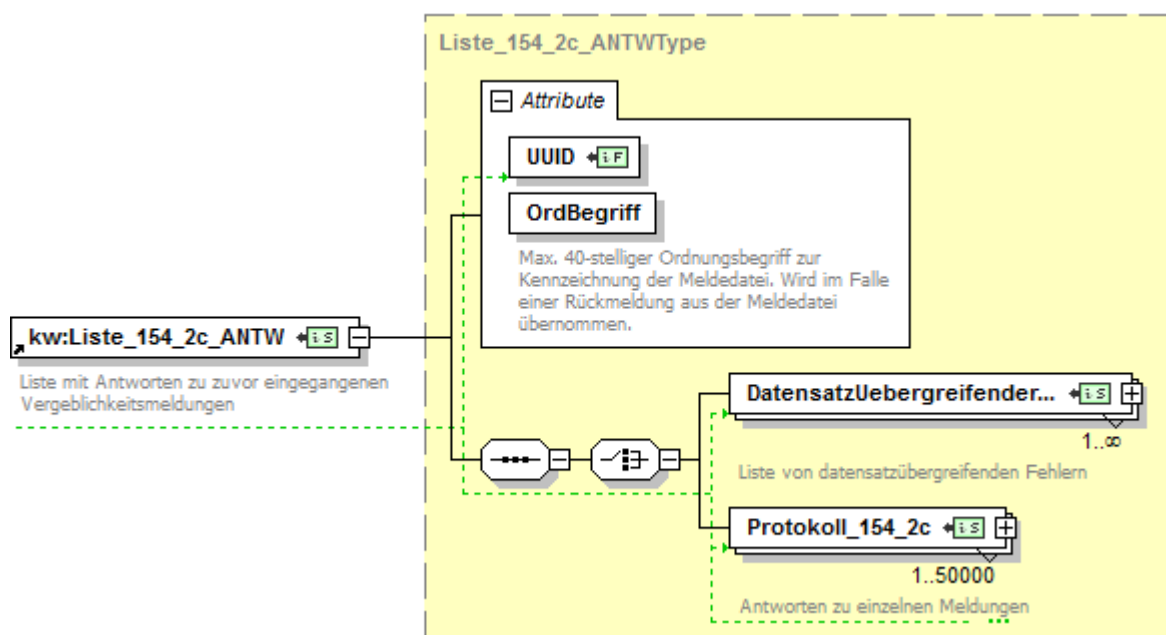 Liste_154_2c_ANTWType
Attribute
UUID
OrdBegriff
Max. 40-stelliger Ordnungsbegriff zur
Kennzeichnung der Meldedatei. Wird im Falle
einer Rückmeldung aus der Meldedatei
übernommen.
kw:Liste_154_2c_ANTW
Liste mit Antworten zu zuvor eingegangenen
Vergeblichkeitsmeldungen
DatensatzUebergreifender...
1..∞
Liste von datensatzübergreifenden Fehlern
Protokoll_154_2c
1..50000
Antworten zu einzelnen Meldungen